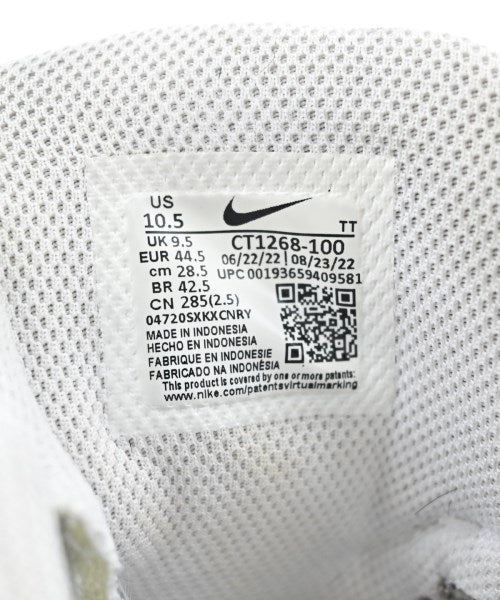 US
10.5
TT
UK 9.5
CT1268-100
EUR 44.5
06/22/22 | 08/23/22
cm 28.5
UPC 00193659409581
BR 42.5
CN 285(2.5)
04720SXKXCNRY
MADE IN INDONESIA
HECHO EN INDONESIA
FABRIQUE EN INDONESIE
FABRICADO NA INDONÉSIA
This product is covered by one or more patents:
www.nike.com/patentsvirtualmarking